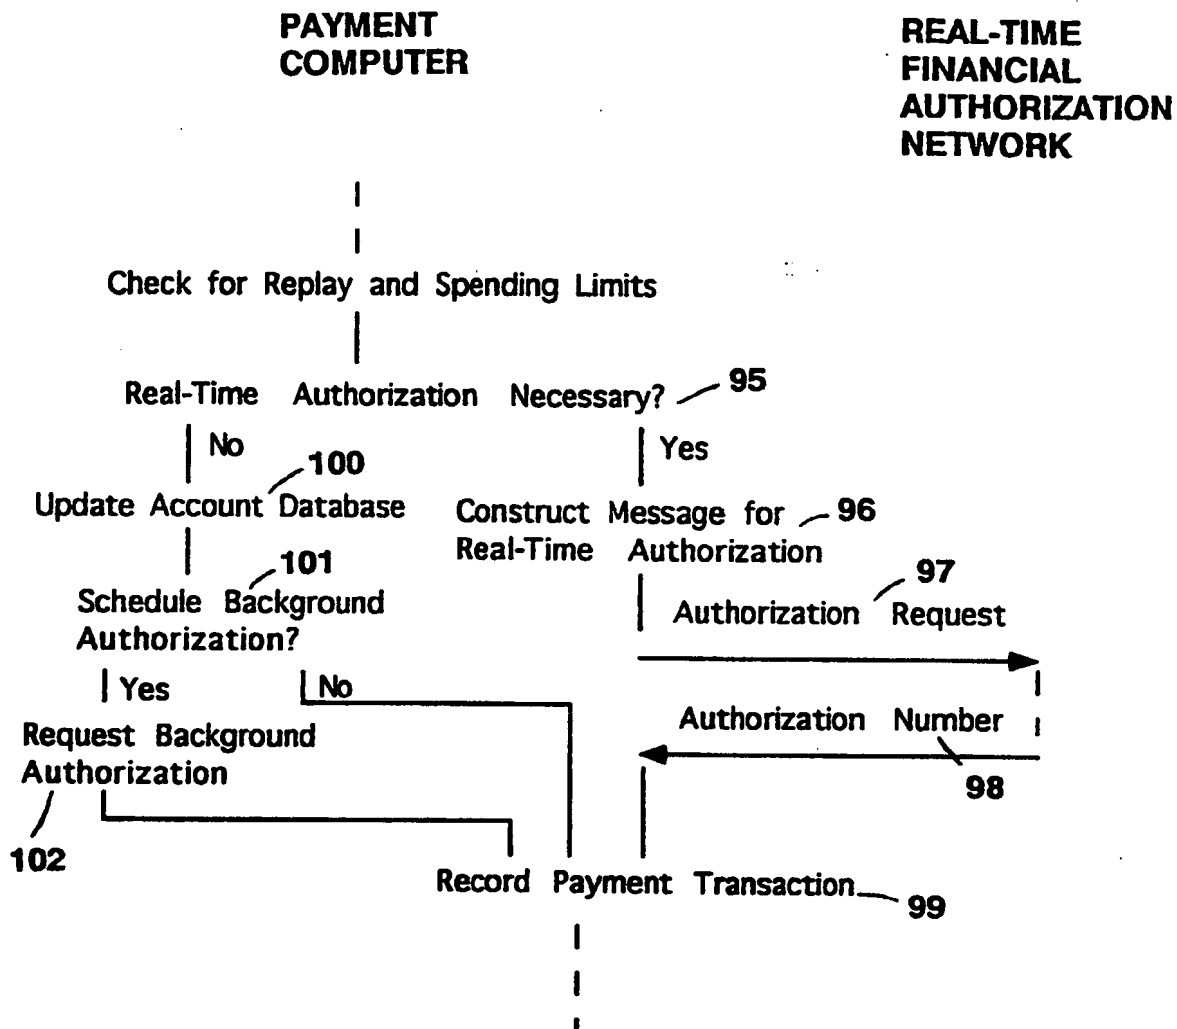 PAYMENT
COMPUTER
REAL-TIME
FINANCIAL
AUTHORIZATION
NETWORK
Check for Replay and Spending Limits
Real-Time Authorization Necessary? 95
No
Yes
100
Update Account Database
Construct Message for 96
Real-Time Authorization
101
Schedule Background
Authorization?
97
Authorization Request
Yes
No
Authorization Number
98
Request Background
Authorization
102
Record Payment Transaction 99